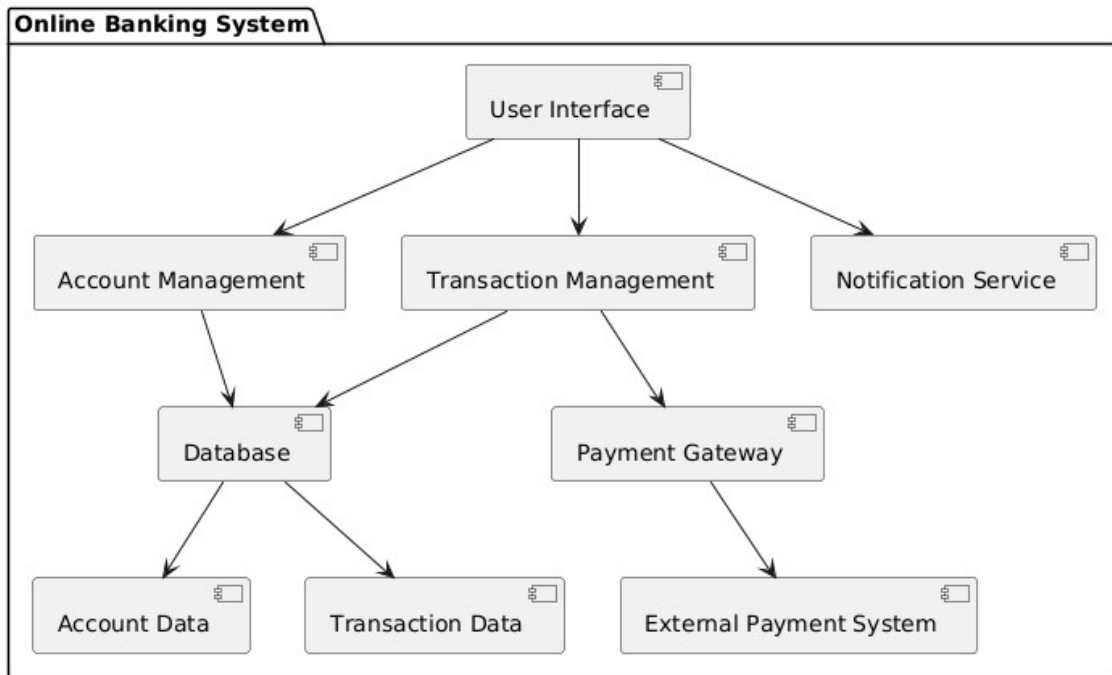 Online Banking System
User Interface
Account Management
Transaction Management
Notification Service
Database
Payment Gateway
Account Data
Transaction Data
External Payment System